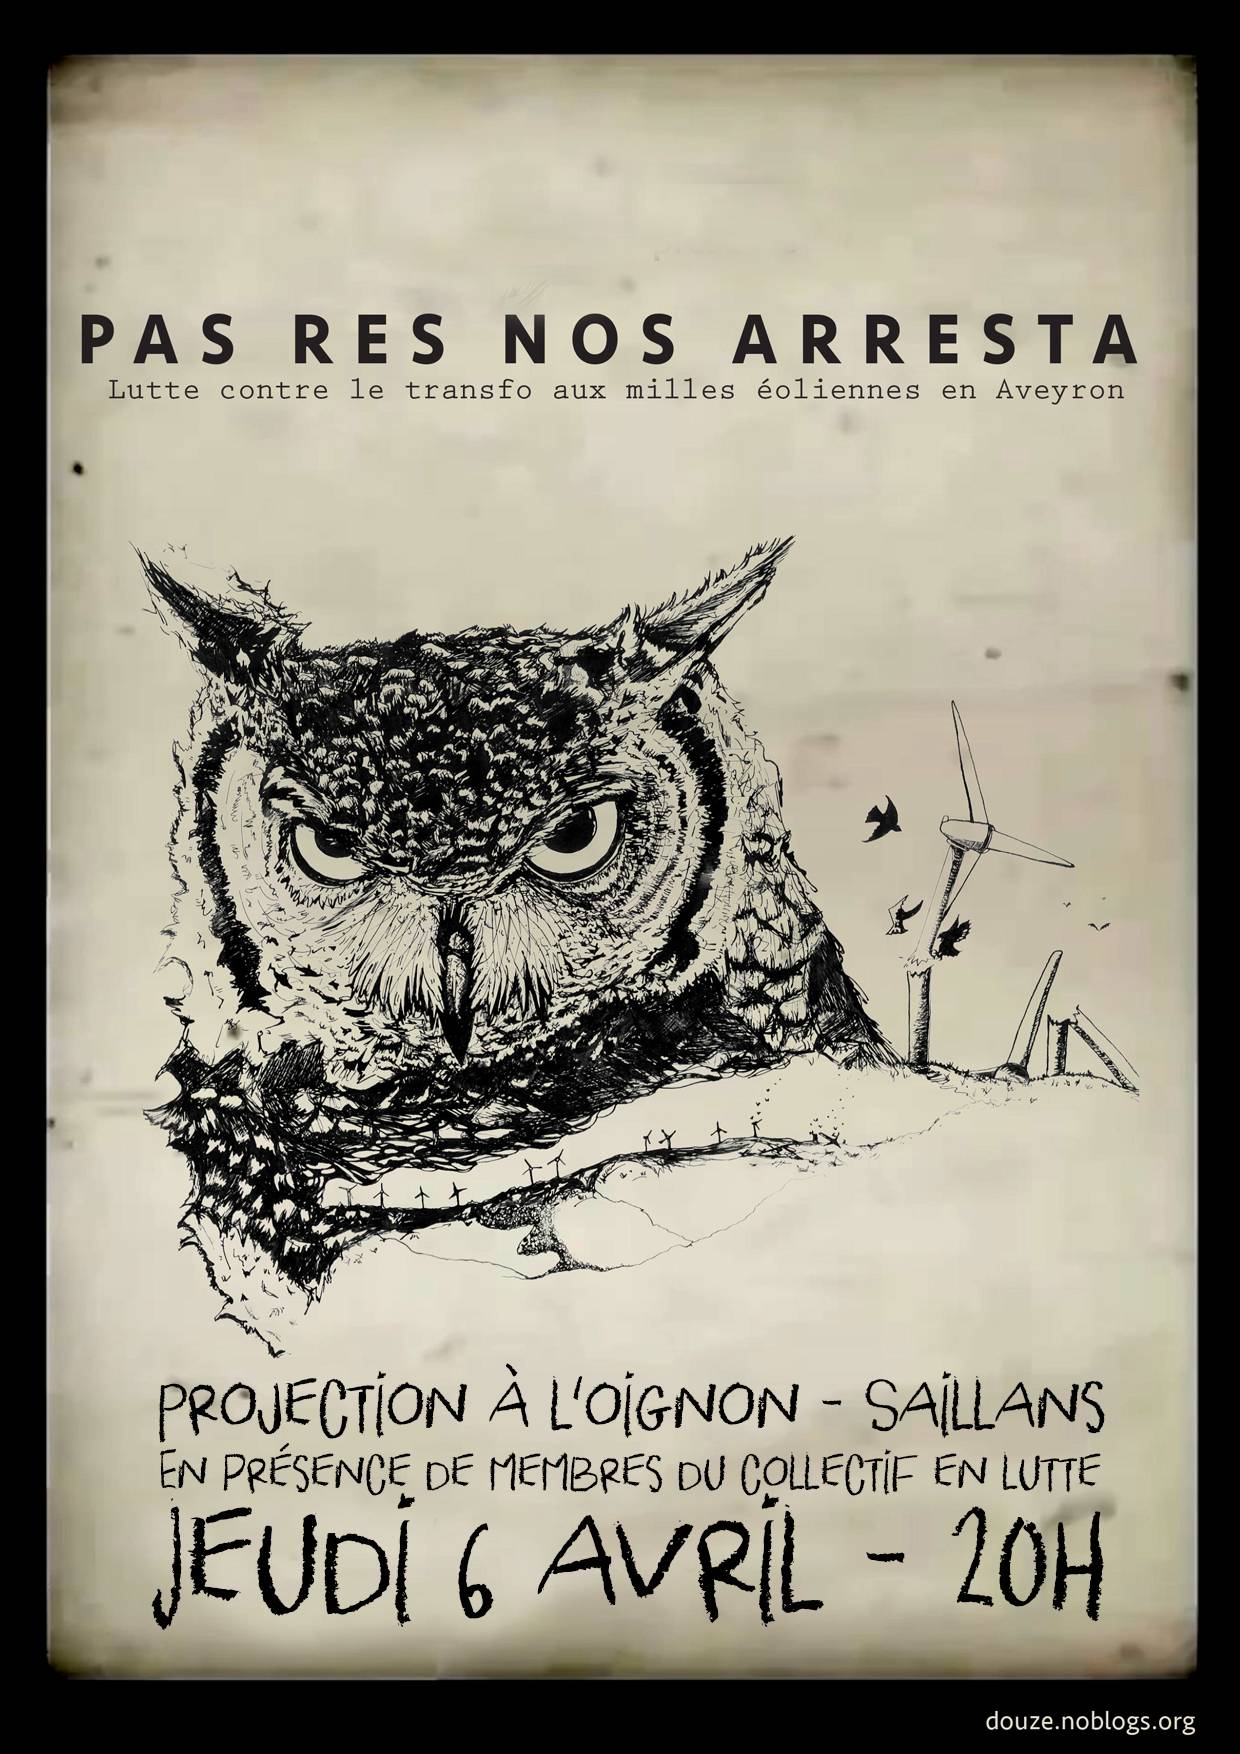 PAS RES NOS ARRESTA
Lutte contre le transfo aux milles éoliennes en Aveyron
PROJECTION À L'OIGNON - SAILLANS
EN PRÉSENCE DE MEMBRES DU COLLECTIF EN LUTTE
JEUDI 6 AVRIL - 20H
douze.noblogs.org